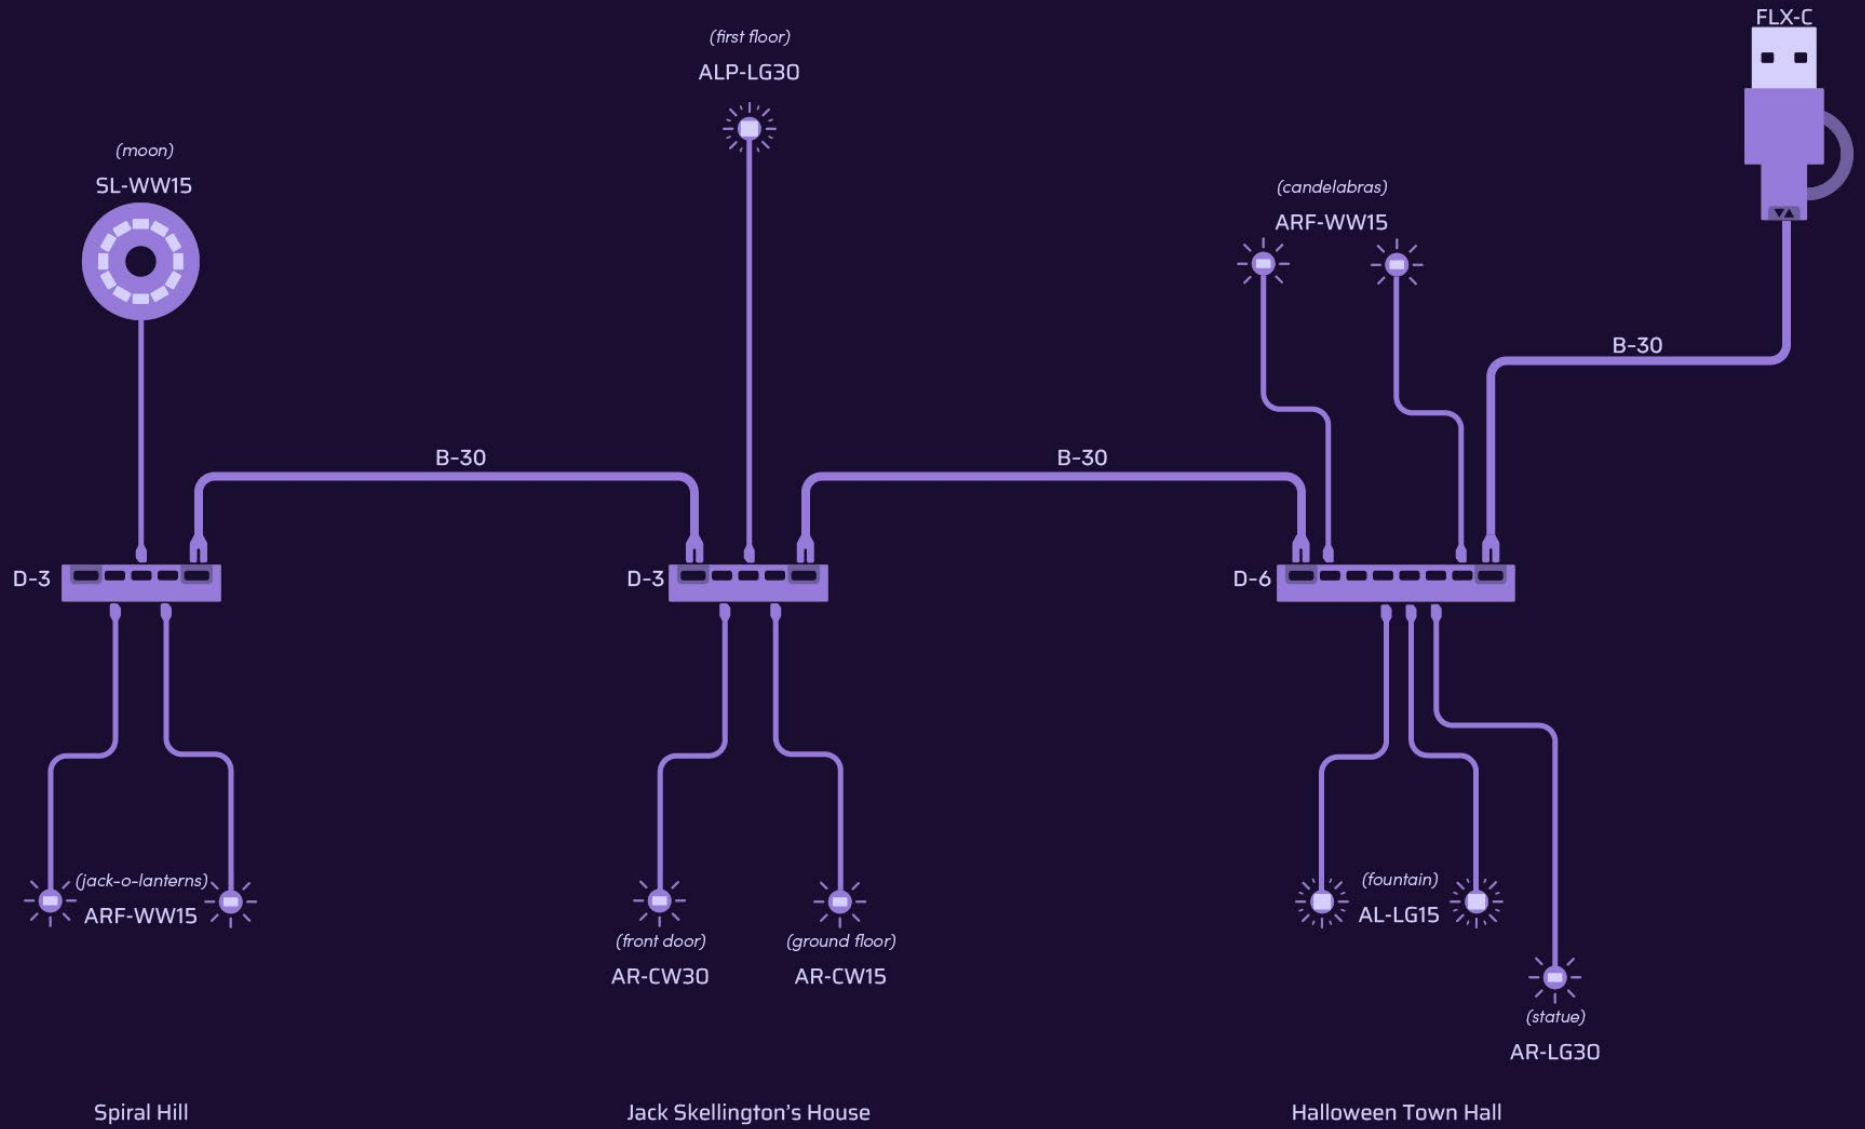 FLX-C
(first floor)
ALP-LG30
(moon)
SL-WW15
(candelabras)
ARF-WW15
B-30
B-30
B-30
D-3
D-3
D-6
(jack-o-lanterns)
ARF-WW15
(fountain)
AL-LG15
(front door)
AR-CW30
(ground floor)
AR-CW15
(statue)
AR-LG30
Spiral Hill
Jack Skellington's House
Halloween Town Hall